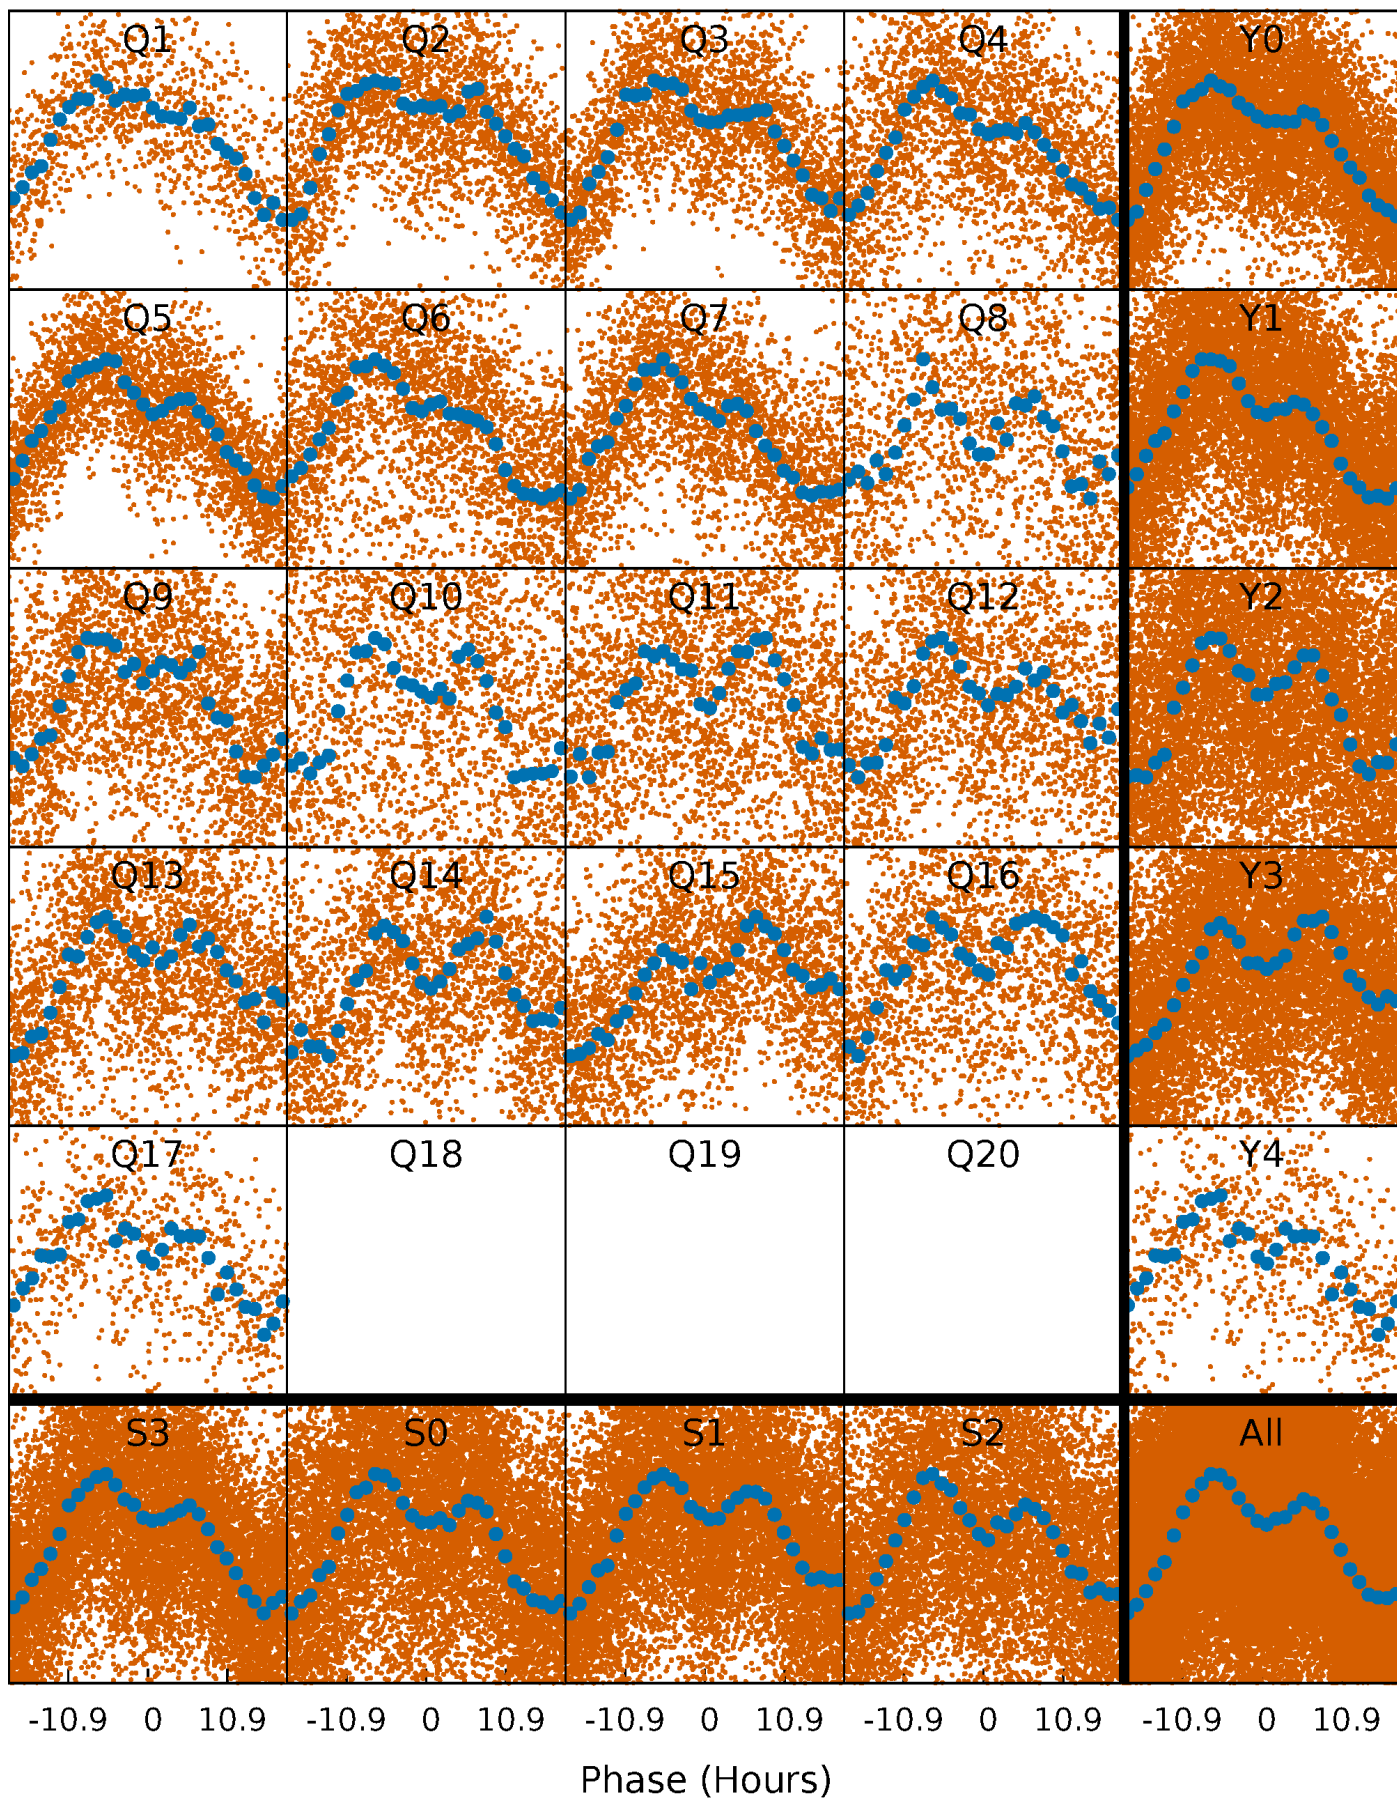 Q1 Q2 Q3 Q4 Y0
Q5 Q6 Q7 Q8 Y1
Q9 Q10 Q11 Q12 Y2
Q13 Q14 Q15 Q16 Y3
Q17 Q18 Q19 Q20 Y4
S3 S0 S1 S2 All
-10.9 0 10.9 -10.9 0 10.9 -10.9 0 10.9 -10.9 0 10.9 -10.9 0 10.9
Phase (Hours)